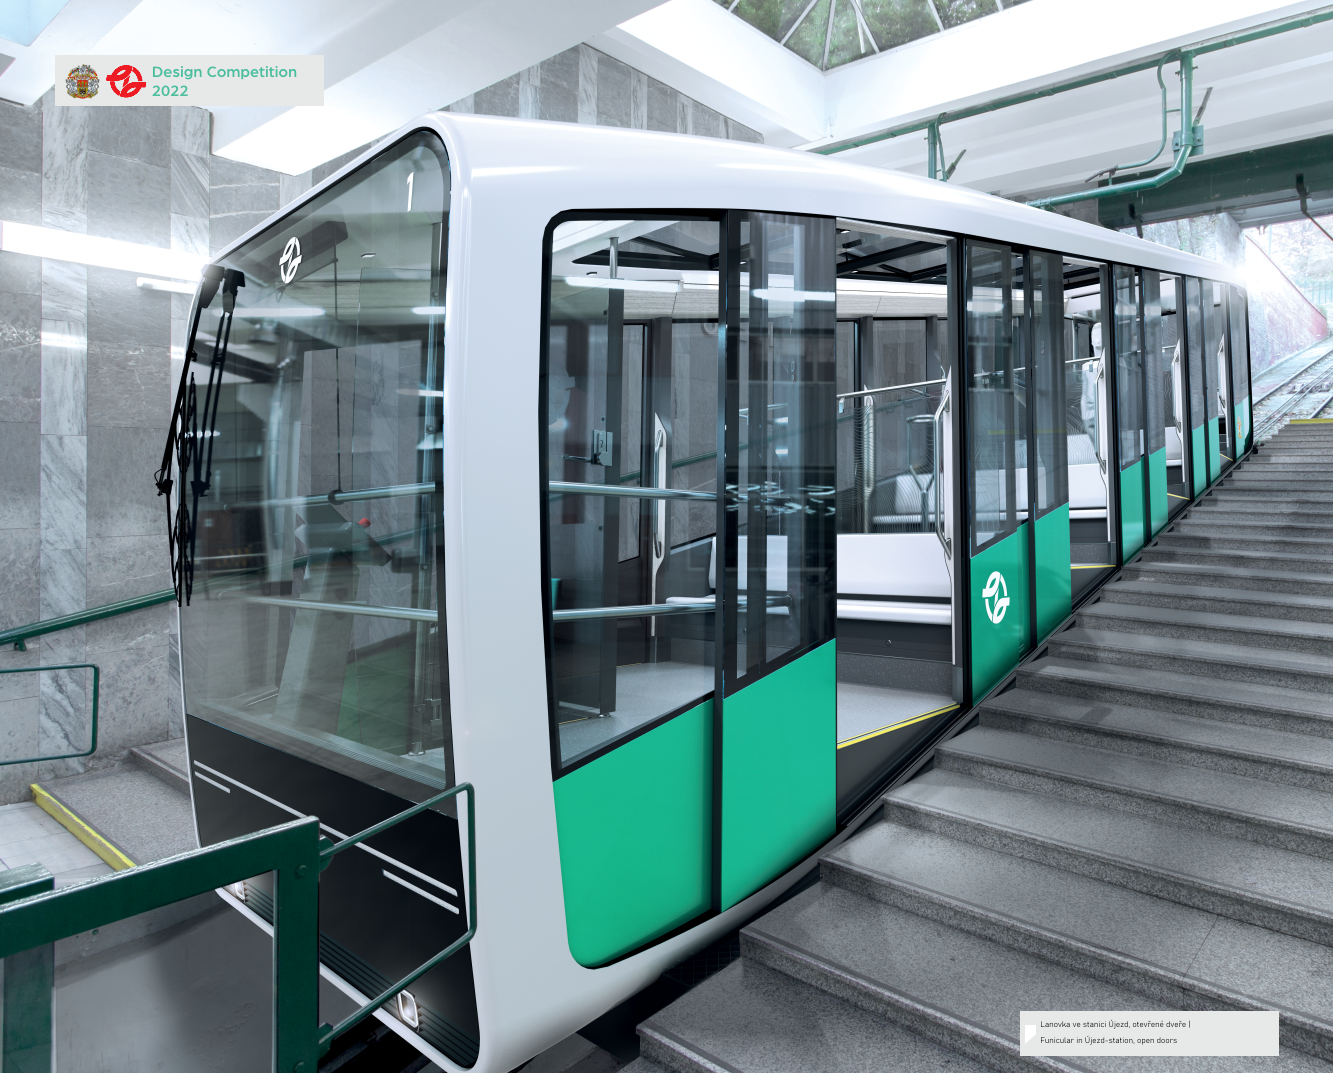 Design Competition
2022
1
Lanovka ve stanici Újezd, otevřené dveře |
Funicular in Újezd-station, open doors